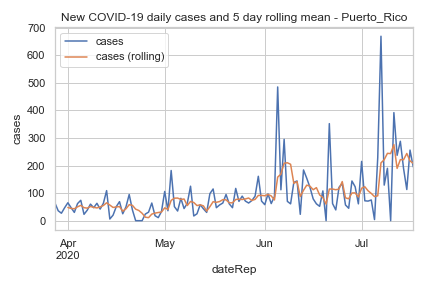 New COVID-19 daily cases and 5 day rolling mean - Puerto_Rico
700
600
500
400
300
200
100
0
cases
cases
cases (rolling)
Apr
2020
May
Jun
Jul
dateRep